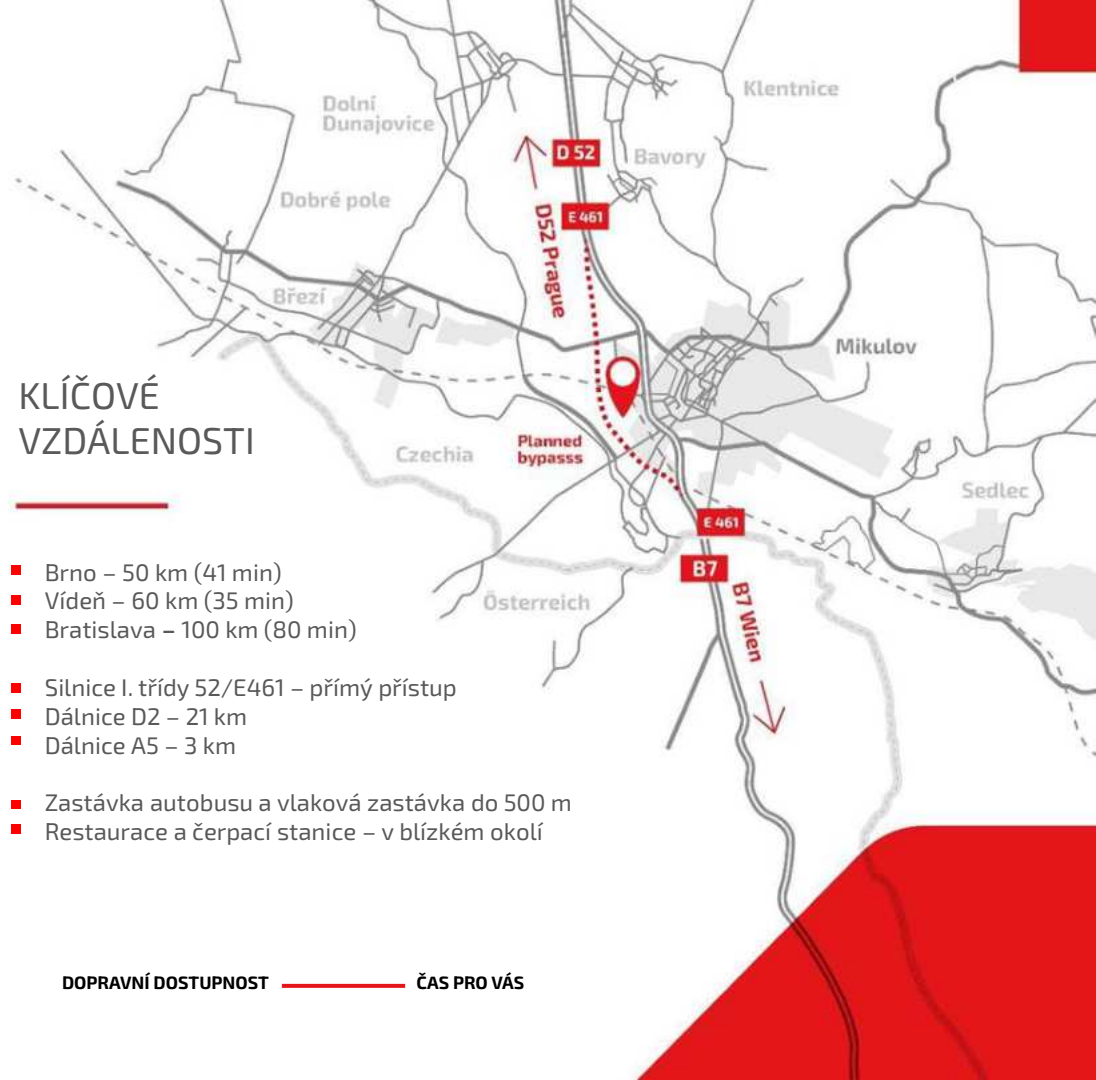 Klentnice
Dolní
Dunajovice
D 52
Bavory
Dobré pole
E 461
D52 Prague
Březí
Mikulov
KLÍČOVÉ
VZDÁLENOSTI
Czechia
Planned
bypasss
Sedlec
E 461
B7
Österreich
B7 Wien
Brno – 50 km (41 min)
Vídeň – 60 km (35 min)
Bratislava – 100 km (80 min)
Silnice I. třídy 52/E461 – přímý přístup
Dálnice D2 – 21 km
Dálnice A5 – 3 km
Zastávka autobusu a vlaková zastávka do 500 m
Restaurace a čerpací stanice – v blízkém okolí
DOPRAVNÍ DOSTUPNOST ČAS PRO VÁS